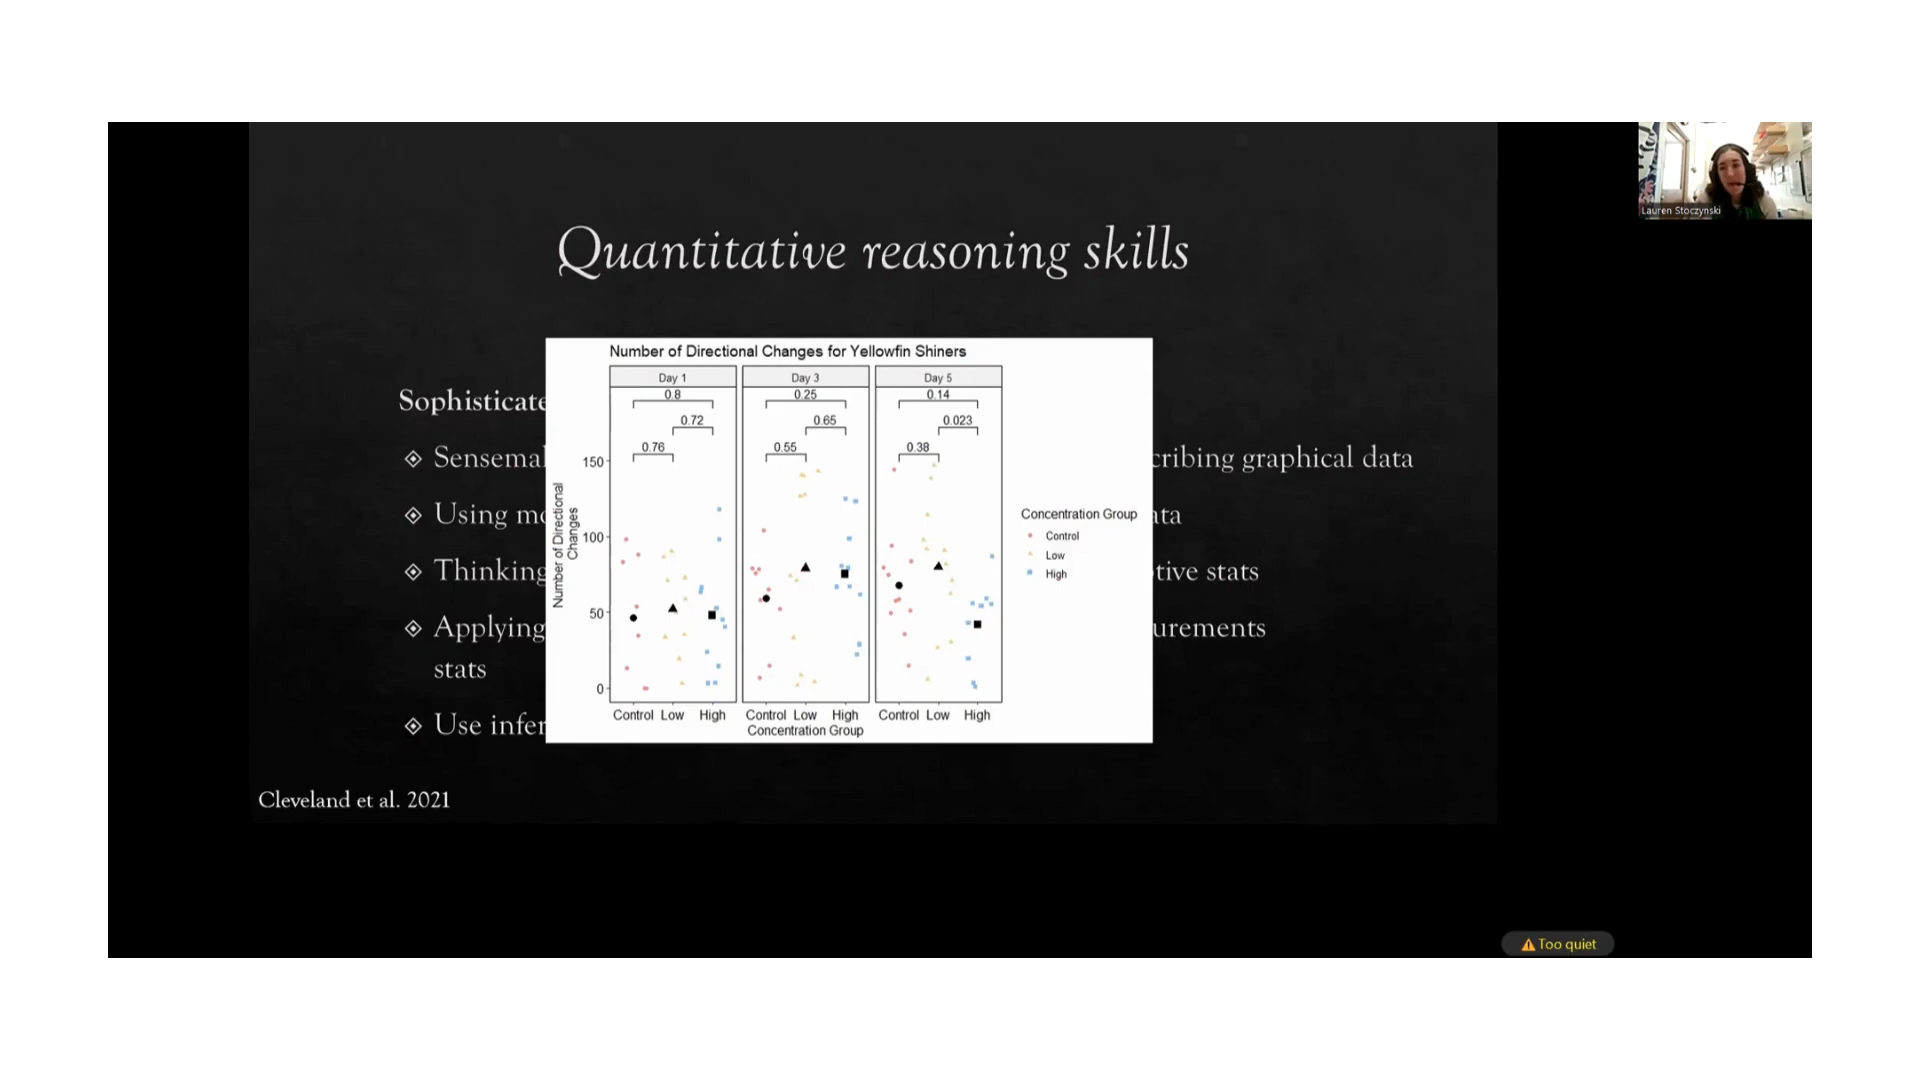 Lauren Stoczynski
Quantitative reasoning skills
Number of Directional Changes for Yellowfin Shiners
Day 1 Day 3 Day 5
0.8 0.25 0.14
0.72 0.65 0.023
0.76 0.55 0.38
150
100
50
0
Number of Directional
Changes
Control Low High Control Low High Control Low High
Concentration Group
Concentration Group
Control
Low
High
Sophisticate
Sensema
Using mo
Thinking
Applying
stats
Use infer
cribing graphical data
ata
tive stats
urements
Cleveland et al. 2021
Too quiet